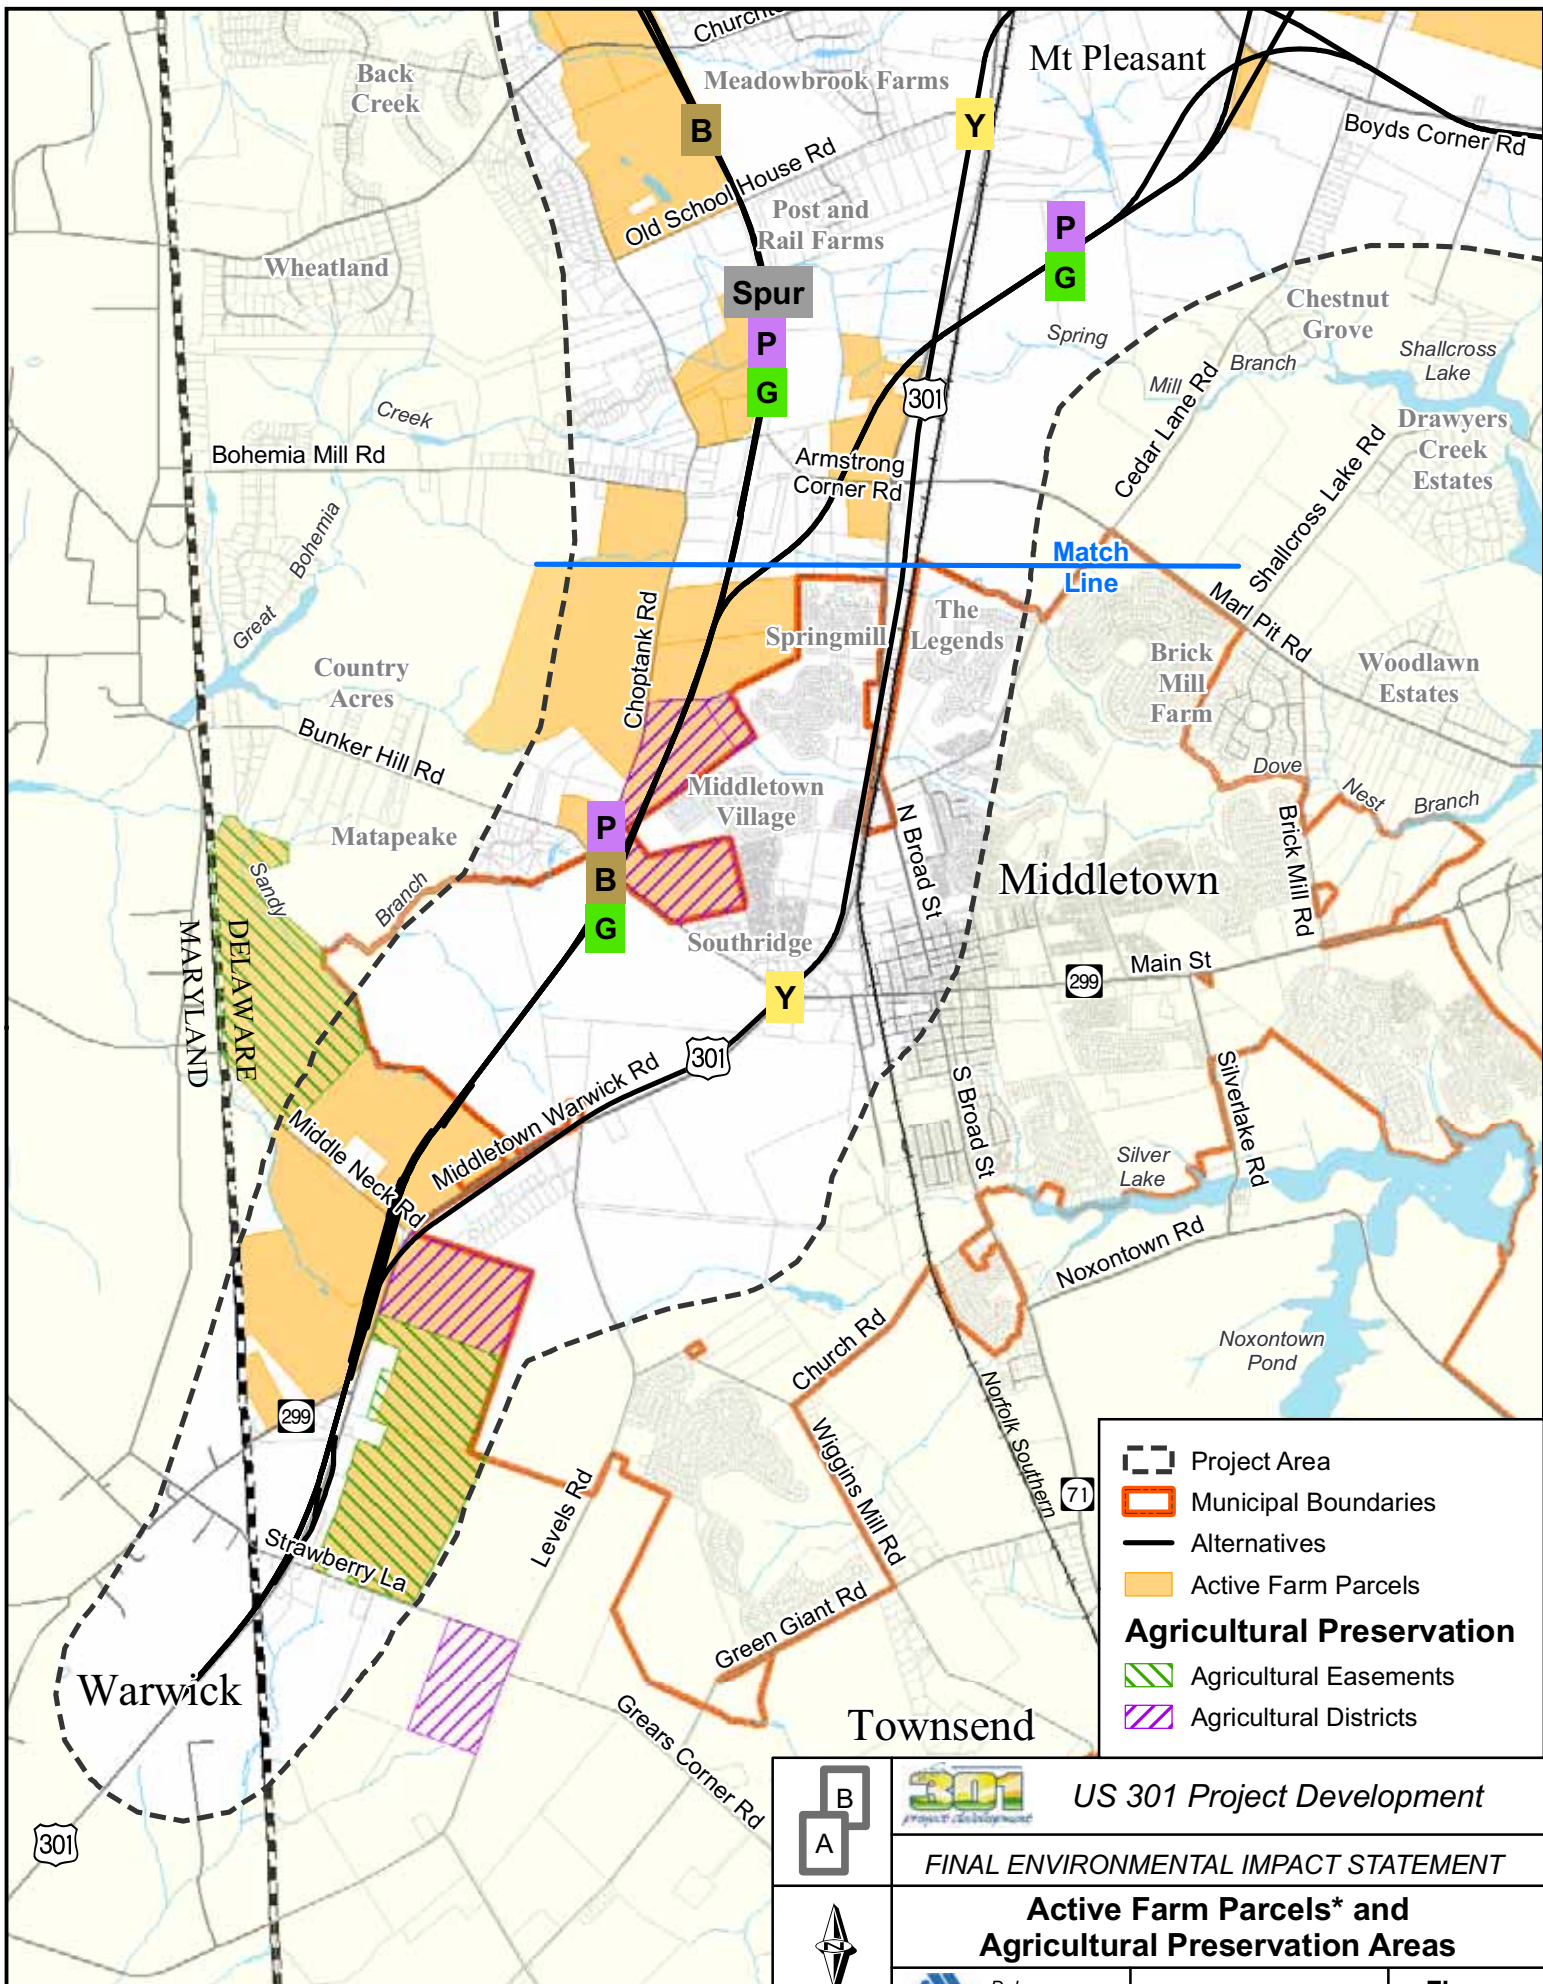 Churcht
Mt Pleasant
Back
Creek
Meadowbrook Farms
B
Y
Boyds Corner Rd
Old School House Rd
Post and
Rail Farms
P
G
Wheatland
Spur
P
G
Chestnut
Grove
Spring
Mill
Branch
Shallcross
Lake
301
Creek
Cedar Lane Rd
Drawyers
Creek
Estates
Bohemia Mill Rd
Armstrong
Corner Rd
Shallcross Lake Rd
Great
Bohemia
Match
Line
Choptank Rd
Springmill
The
Legends
Marl Pit Rd
Country
Acres
Brick
Mill
Farm
Woodlawn
Estates
Bunker Hill Rd
Dove
Nest
Branch
Middletown
Village
P
B
G
Matapeake
N Broad St
Brick Mill Rd
Middletown
Sandy
Branch
MARYLAND
DELAWARE
Southridge
Main St
299
Y
301
Middletown Warwick Rd
S Broad St
Silverlake Rd
Middle Neck Rd
Silver
Lake
Noxontown Rd
Church Rd
Noxontown
Pond
299
Norfolk Southern
Wiggins Mill Rd
Levels Rd
71
Strawberry La
Green Giant Rd
Warwick
Grears Corner Rd
Townsend
301
Project Area
Municipal Boundaries
Alternatives
Active Farm Parcels
Agricultural Preservation
Agricultural Easements
Agricultural Districts
B
A
301
project development
US 301 Project Development
FINAL ENVIRONMENTAL IMPACT STATEMENT
N
Active Farm Parcels* and
Agricultural Preservation Areas